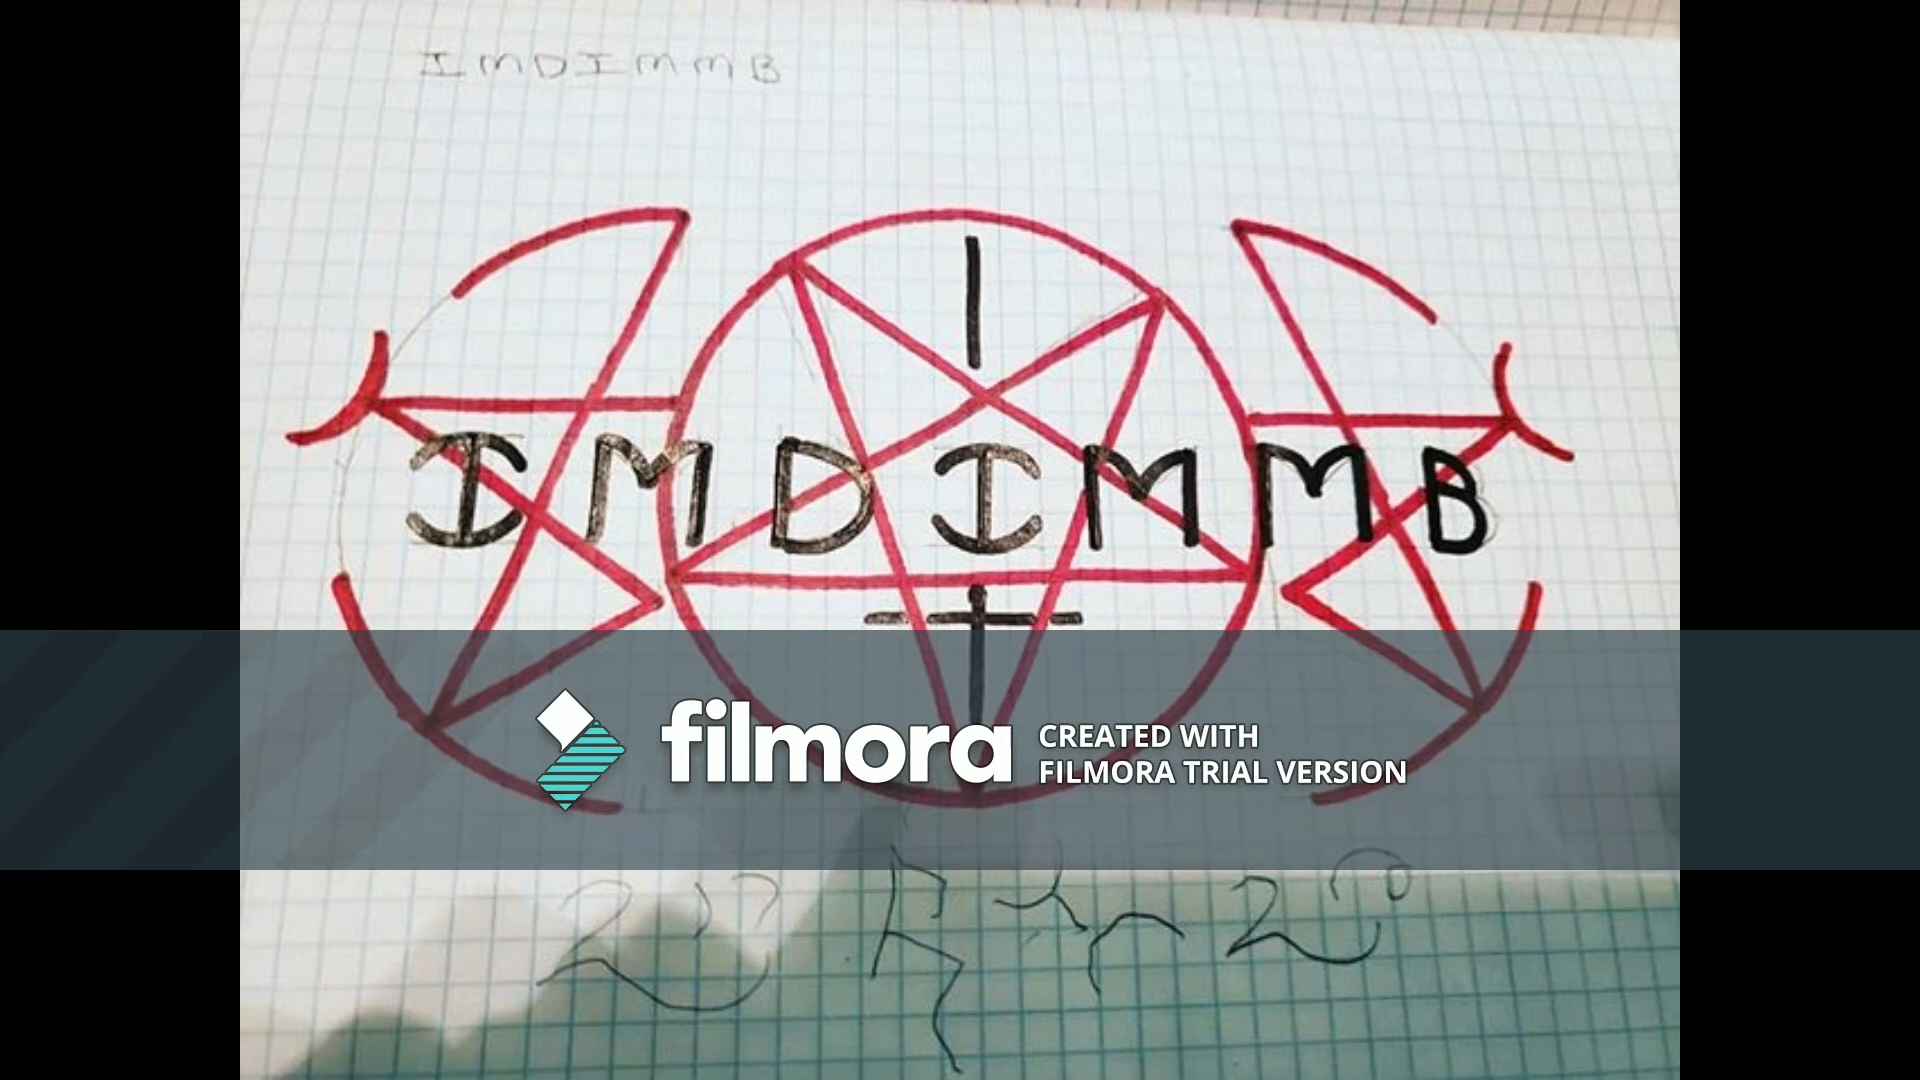 IMDIMMB
I
IMDIMMB
filmora
CREATED WITH
FILMORA TRIAL VERSION